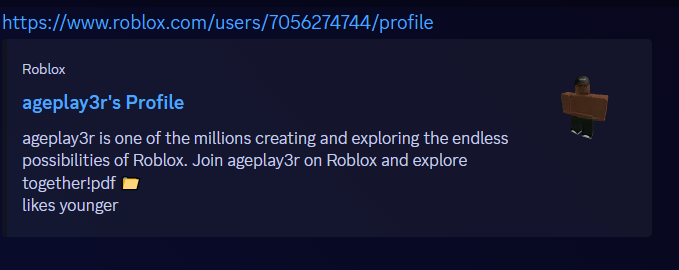 https://www.roblox.com/users/7056274744/profile
Roblox
ageplay3r's Profile
ageplay3r is one of the millions creating and exploring the endless
possibilities of Roblox. Join ageplay3r on Roblox and explore
together!pdf 📁
likes younger